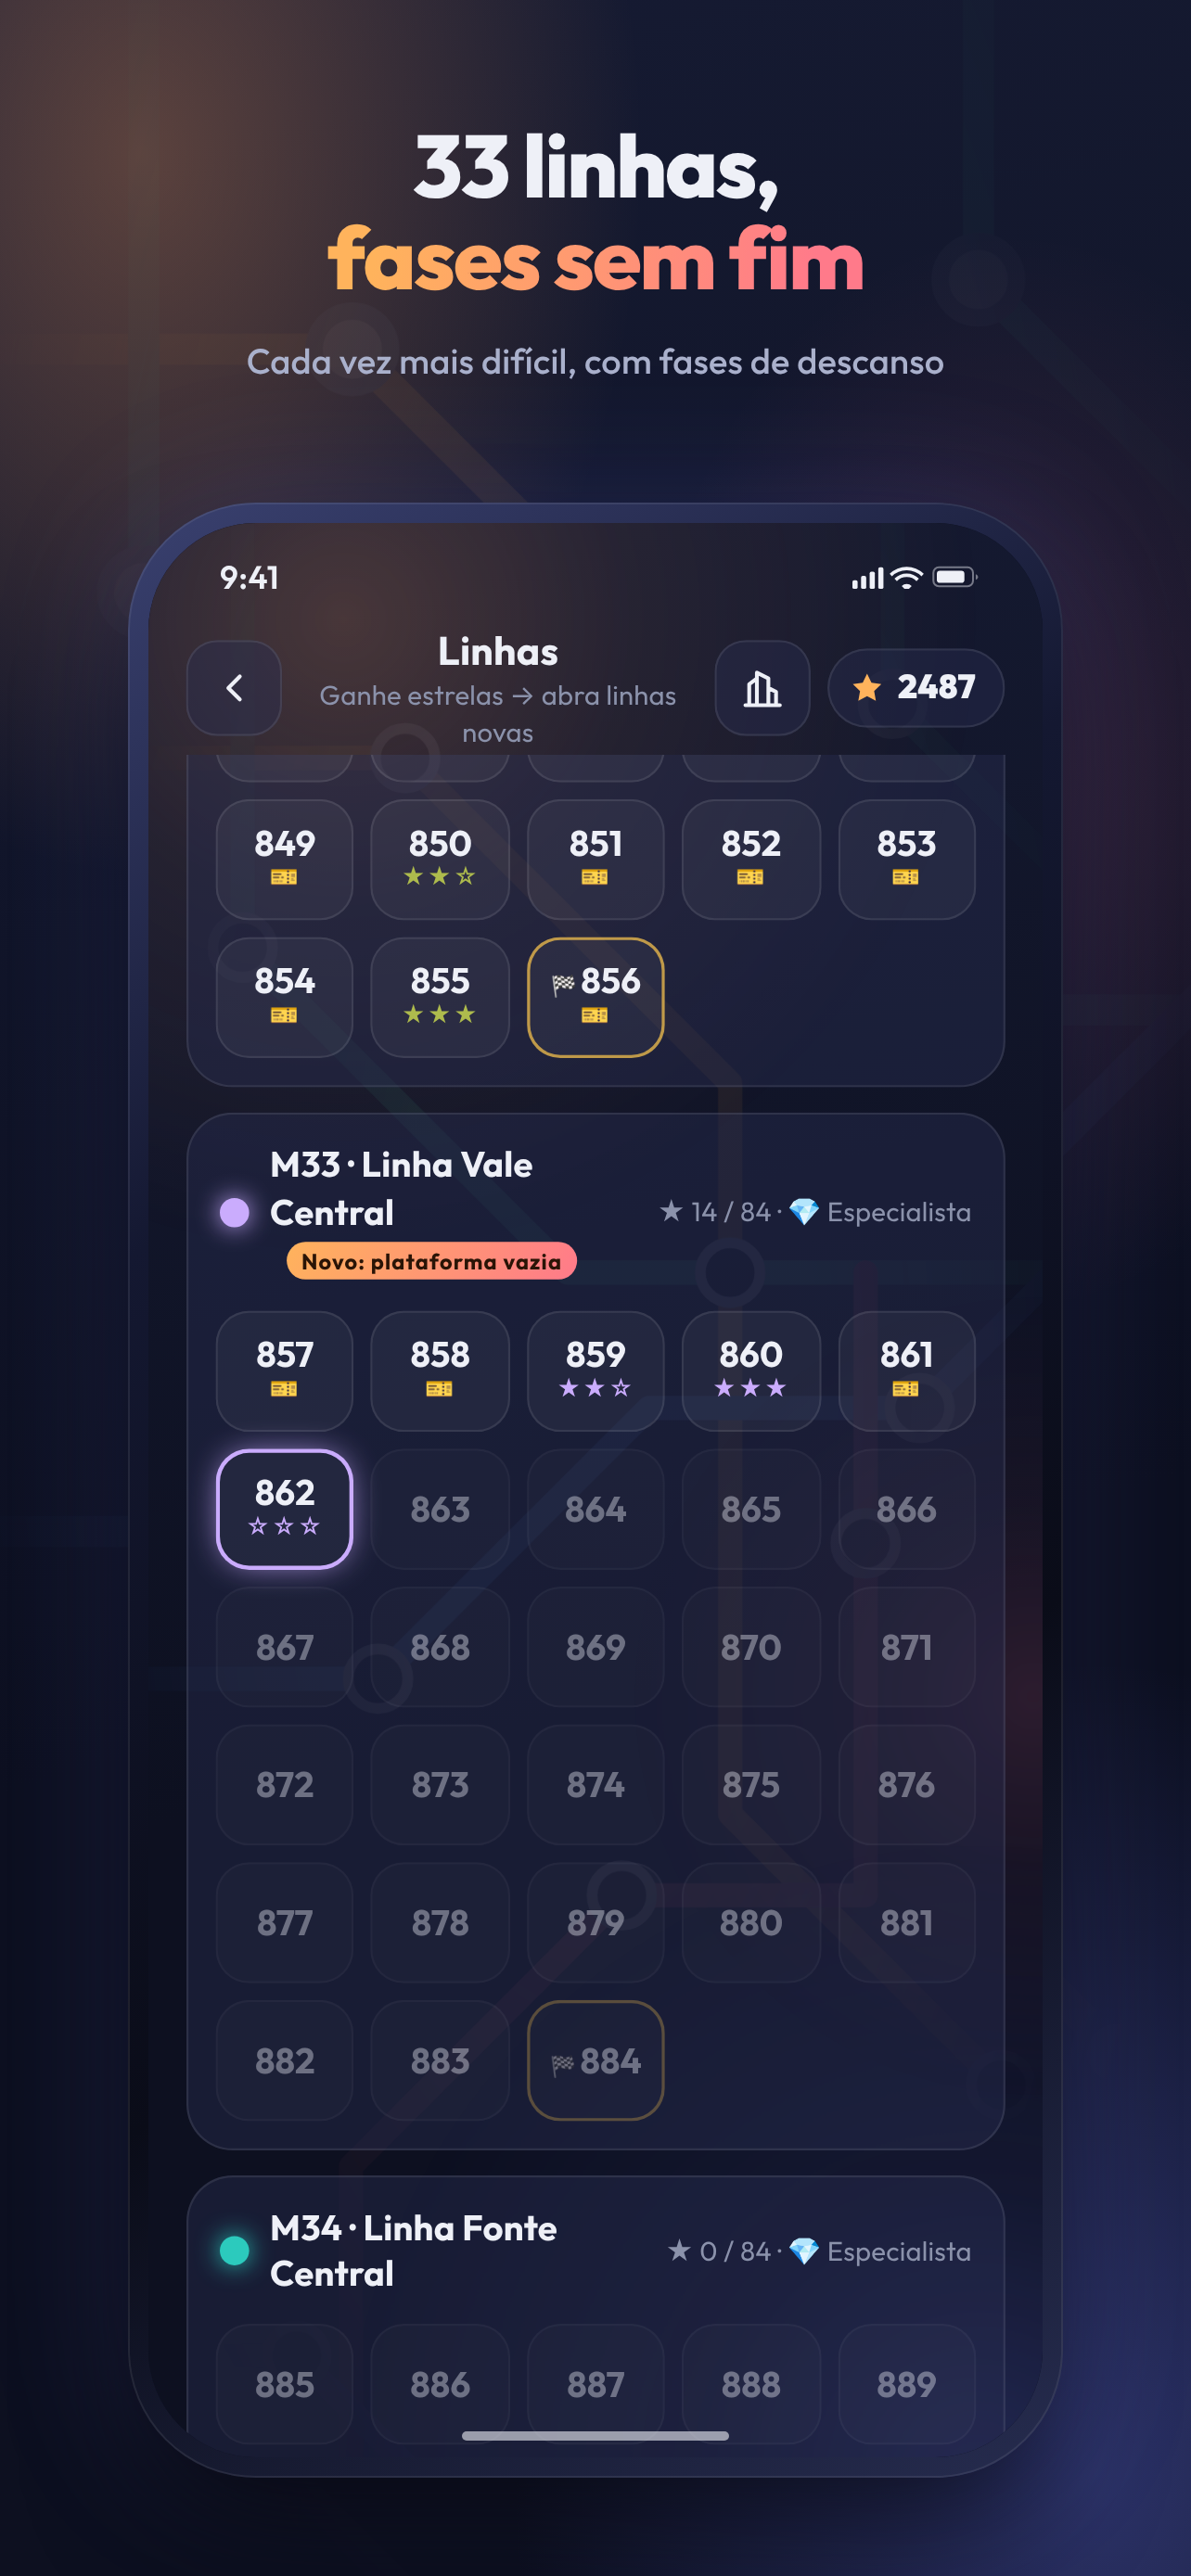 33 linhas,
fases sem fim
Cada vez mais difícil, com fases de descanso
9:41
Linhas
Ganhe estrelas → abra linhas
novas
★ 2487
849 850 851 852 853
★★☆
854 855 856
★★★
M33 · Linha Vale
Central
★ 14 / 84 · 💎 Especialista
Novo: plataforma vazia
857 858 859 860 861
★★☆ ★★★
862 863 864 865 866
☆☆☆
867 868 869 870 871
872 873 874 875 876
877 878 879 880 881
882 883 884
M34 · Linha Fonte
Central
★ 0 / 84 · 💎 Especialista
885 886 887 888 889